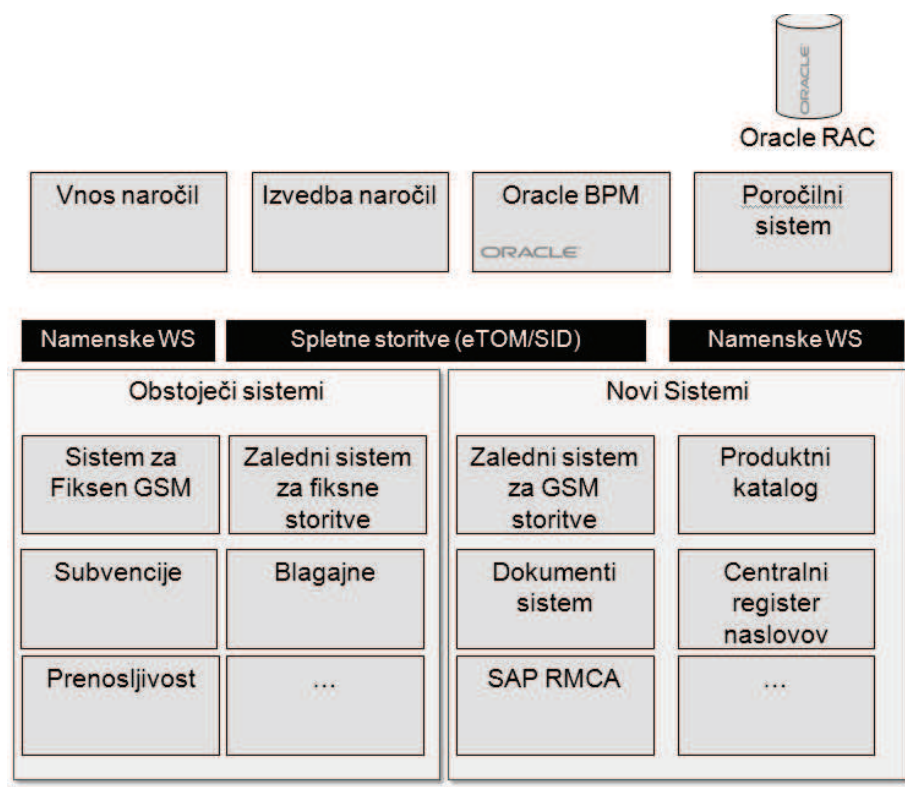 ORACLE
Oracle RAC
Vnos naročil
Izvedba naročil
Oracle BPM
ORACLE
Poročilni
sistem
Namenske WS
Spletne storitve (eTOM/SID)
Namenske WS
Obstoječi sistemi
Novi Sistemi
Sistem za
Fiksen GSM
Zaledni sistem
za fiksne
storitve
Zaledni sistem
za GSM
storitve
Produktni
katalog
Subvencije
Blagajne
Dokumenti
sistem
Centralni
register
naslovov
Prenosljivost
...
SAP RMCA
...